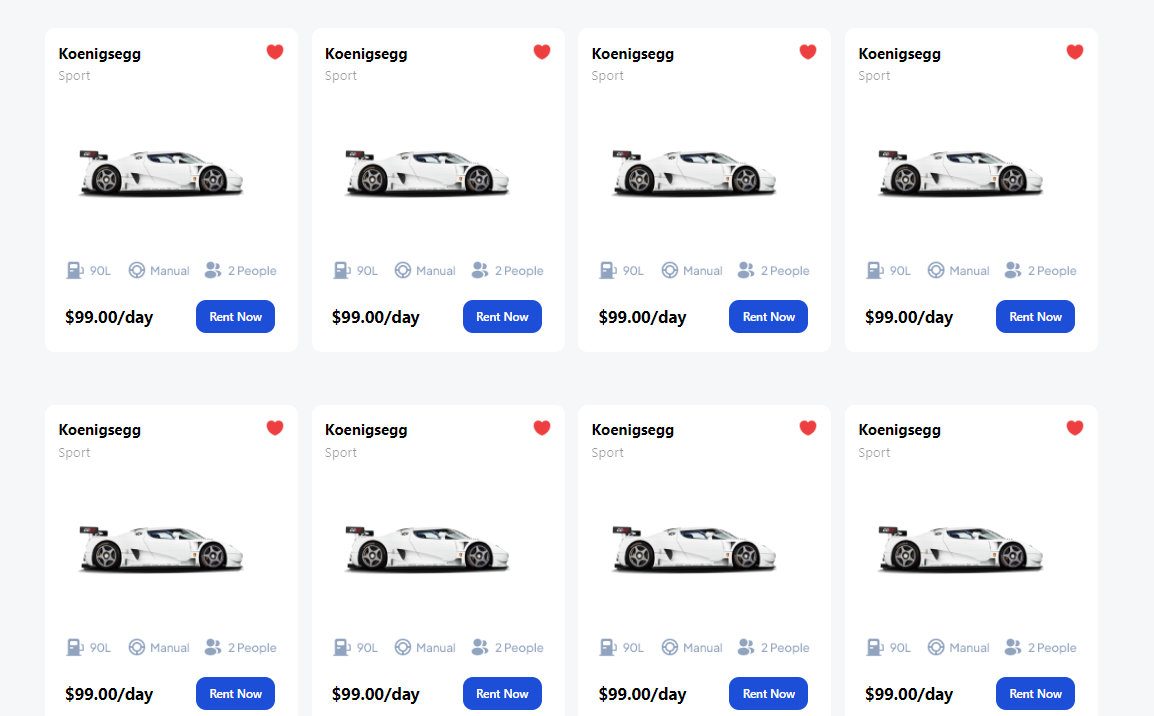 Koenigsegg Koenigsegg Koenigsegg Koenigsegg
Sport Sport Sport Sport
90L Manual 2 People 90L Manual 2 People 90L Manual 2 People 90L Manual 2 People
$99.00/day Rent Now $99.00/day Rent Now $99.00/day Rent Now $99.00/day Rent Now
Koenigsegg Koenigsegg Koenigsegg Koenigsegg
Sport Sport Sport Sport
90L Manual 2 People 90L Manual 2 People 90L Manual 2 People 90L Manual 2 People
$99.00/day Rent Now $99.00/day Rent Now $99.00/day Rent Now $99.00/day Rent Now